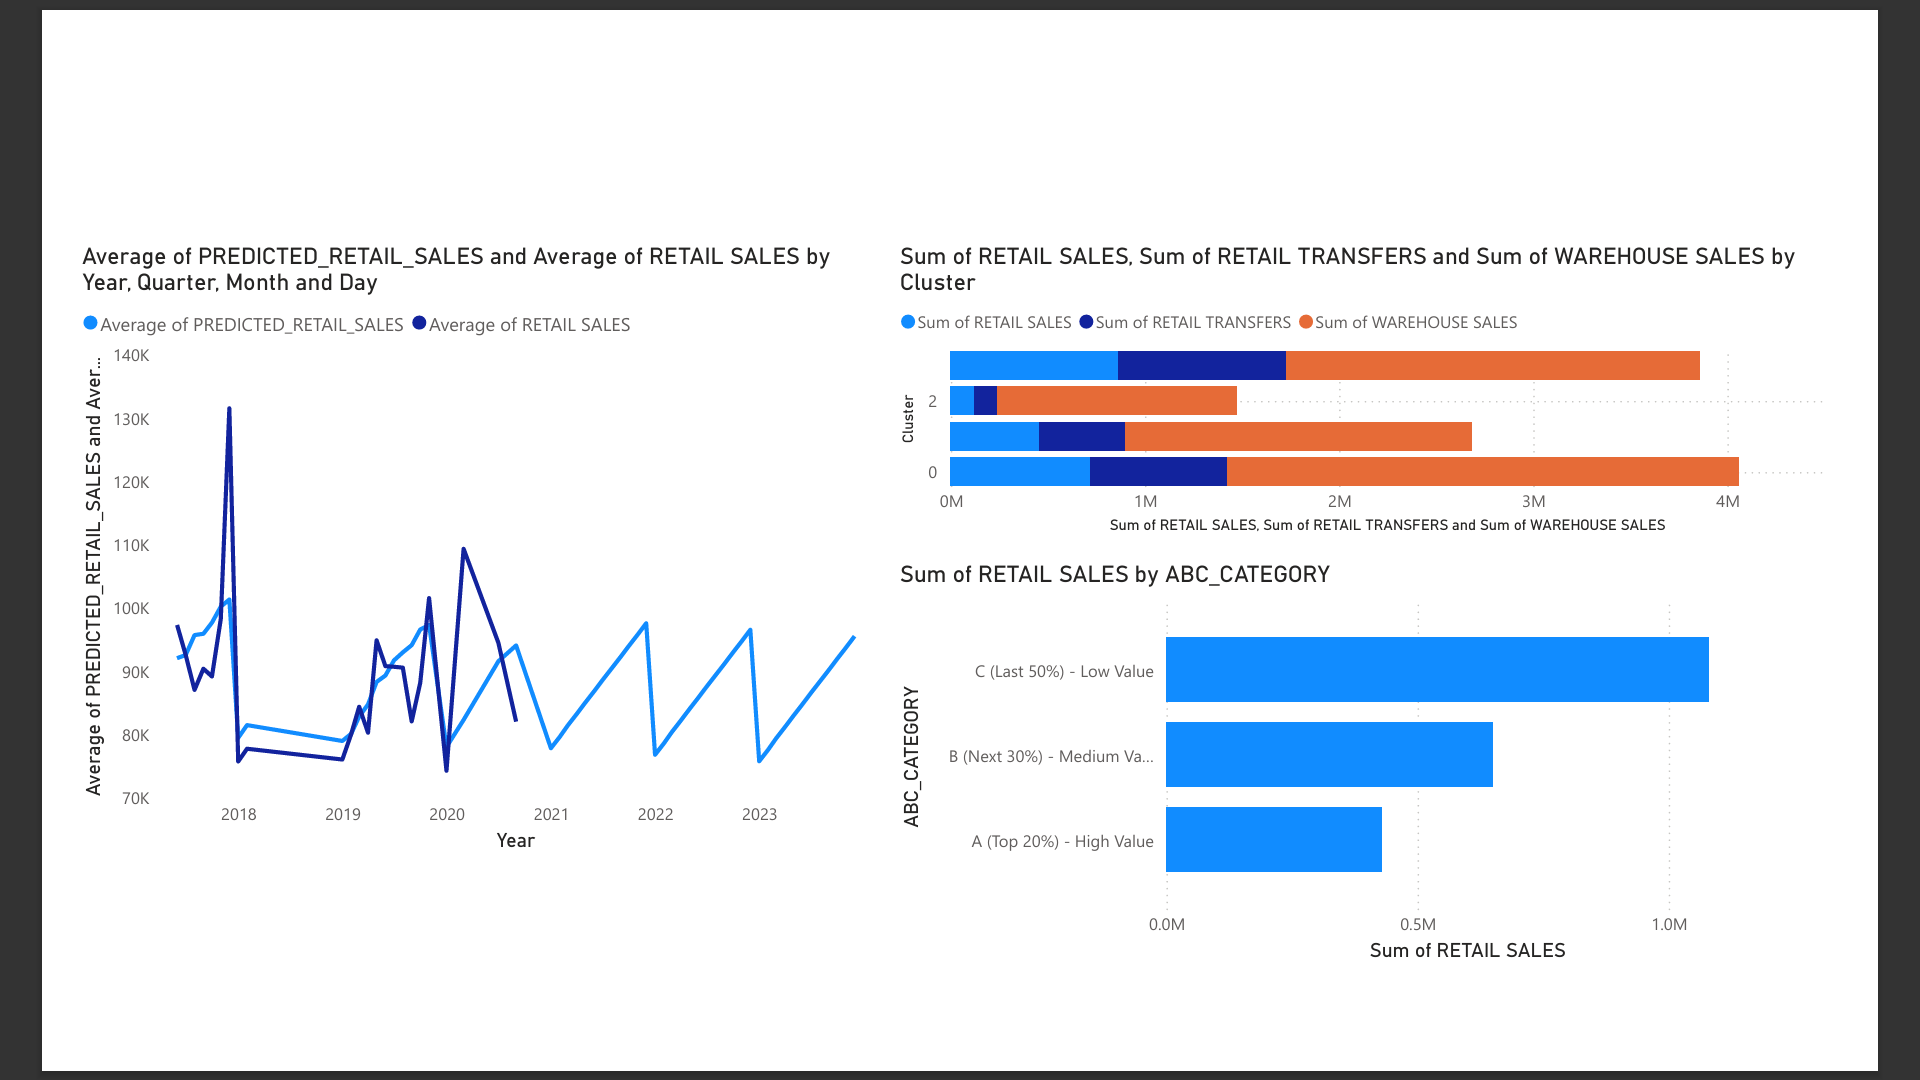 Average of PREDICTED_RETAIL_SALES and Average of RETAIL SALES by
Year, Quarter, Month and Day
Average of PREDICTED_RETAIL_SALES Average of RETAIL SALES
Average of PREDICTED_RETAIL_SALES and Aver...
140K
130K
120K
110K
100K
90K
80K
70K
2018 2019 2020 2021 2022 2023
Year
Sum of RETAIL SALES, Sum of RETAIL TRANSFERS and Sum of WAREHOUSE SALES by
Cluster
Sum of RETAIL SALES Sum of RETAIL TRANSFERS Sum of WAREHOUSE SALES
Cluster
2
0
0M 1M 2M 3M 4M
Sum of RETAIL SALES, Sum of RETAIL TRANSFERS and Sum of WAREHOUSE SALES
Sum of RETAIL SALES by ABC_CATEGORY
ABC_CATEGORY
C (Last 50%) - Low Value
B (Next 30%) - Medium Va...
A (Top 20%) - High Value
0.0M 0.5M 1.0M
Sum of RETAIL SALES